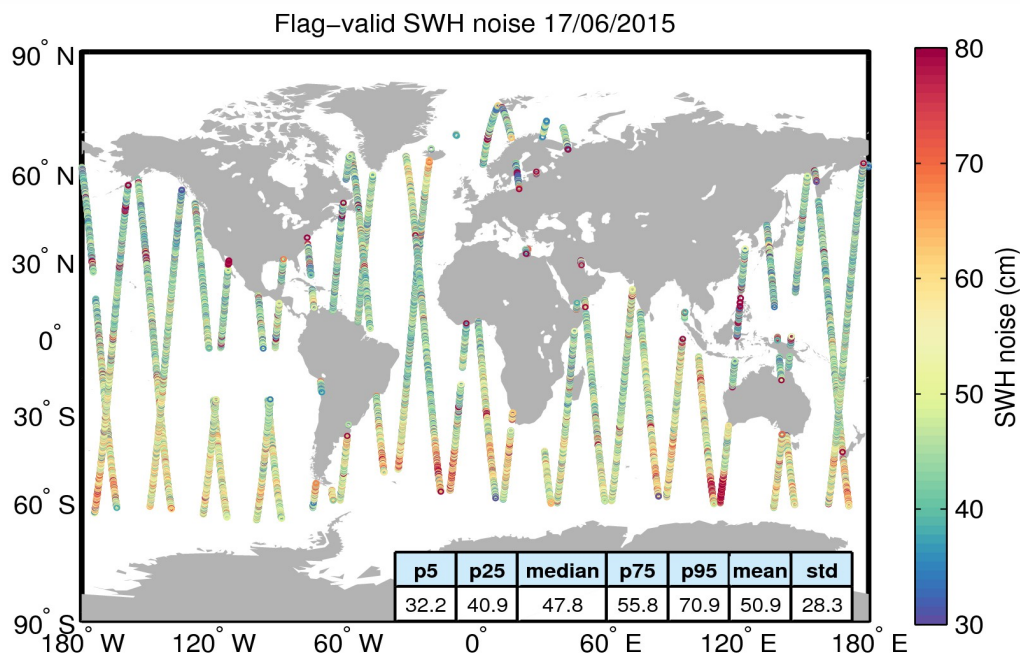 Flag−valid SWH noise 17/06/2015
90° N
60° N
30° N
0°
30° S
60° S
90° S
180° W
120° W
60° W
0°
60° E
120° E
180° E
80
70
60
50
40
30
SWH noise (cm)
p5 p25 median p75 p95 mean std
32.2 40.9 47.8 55.8 70.9 50.9 28.3